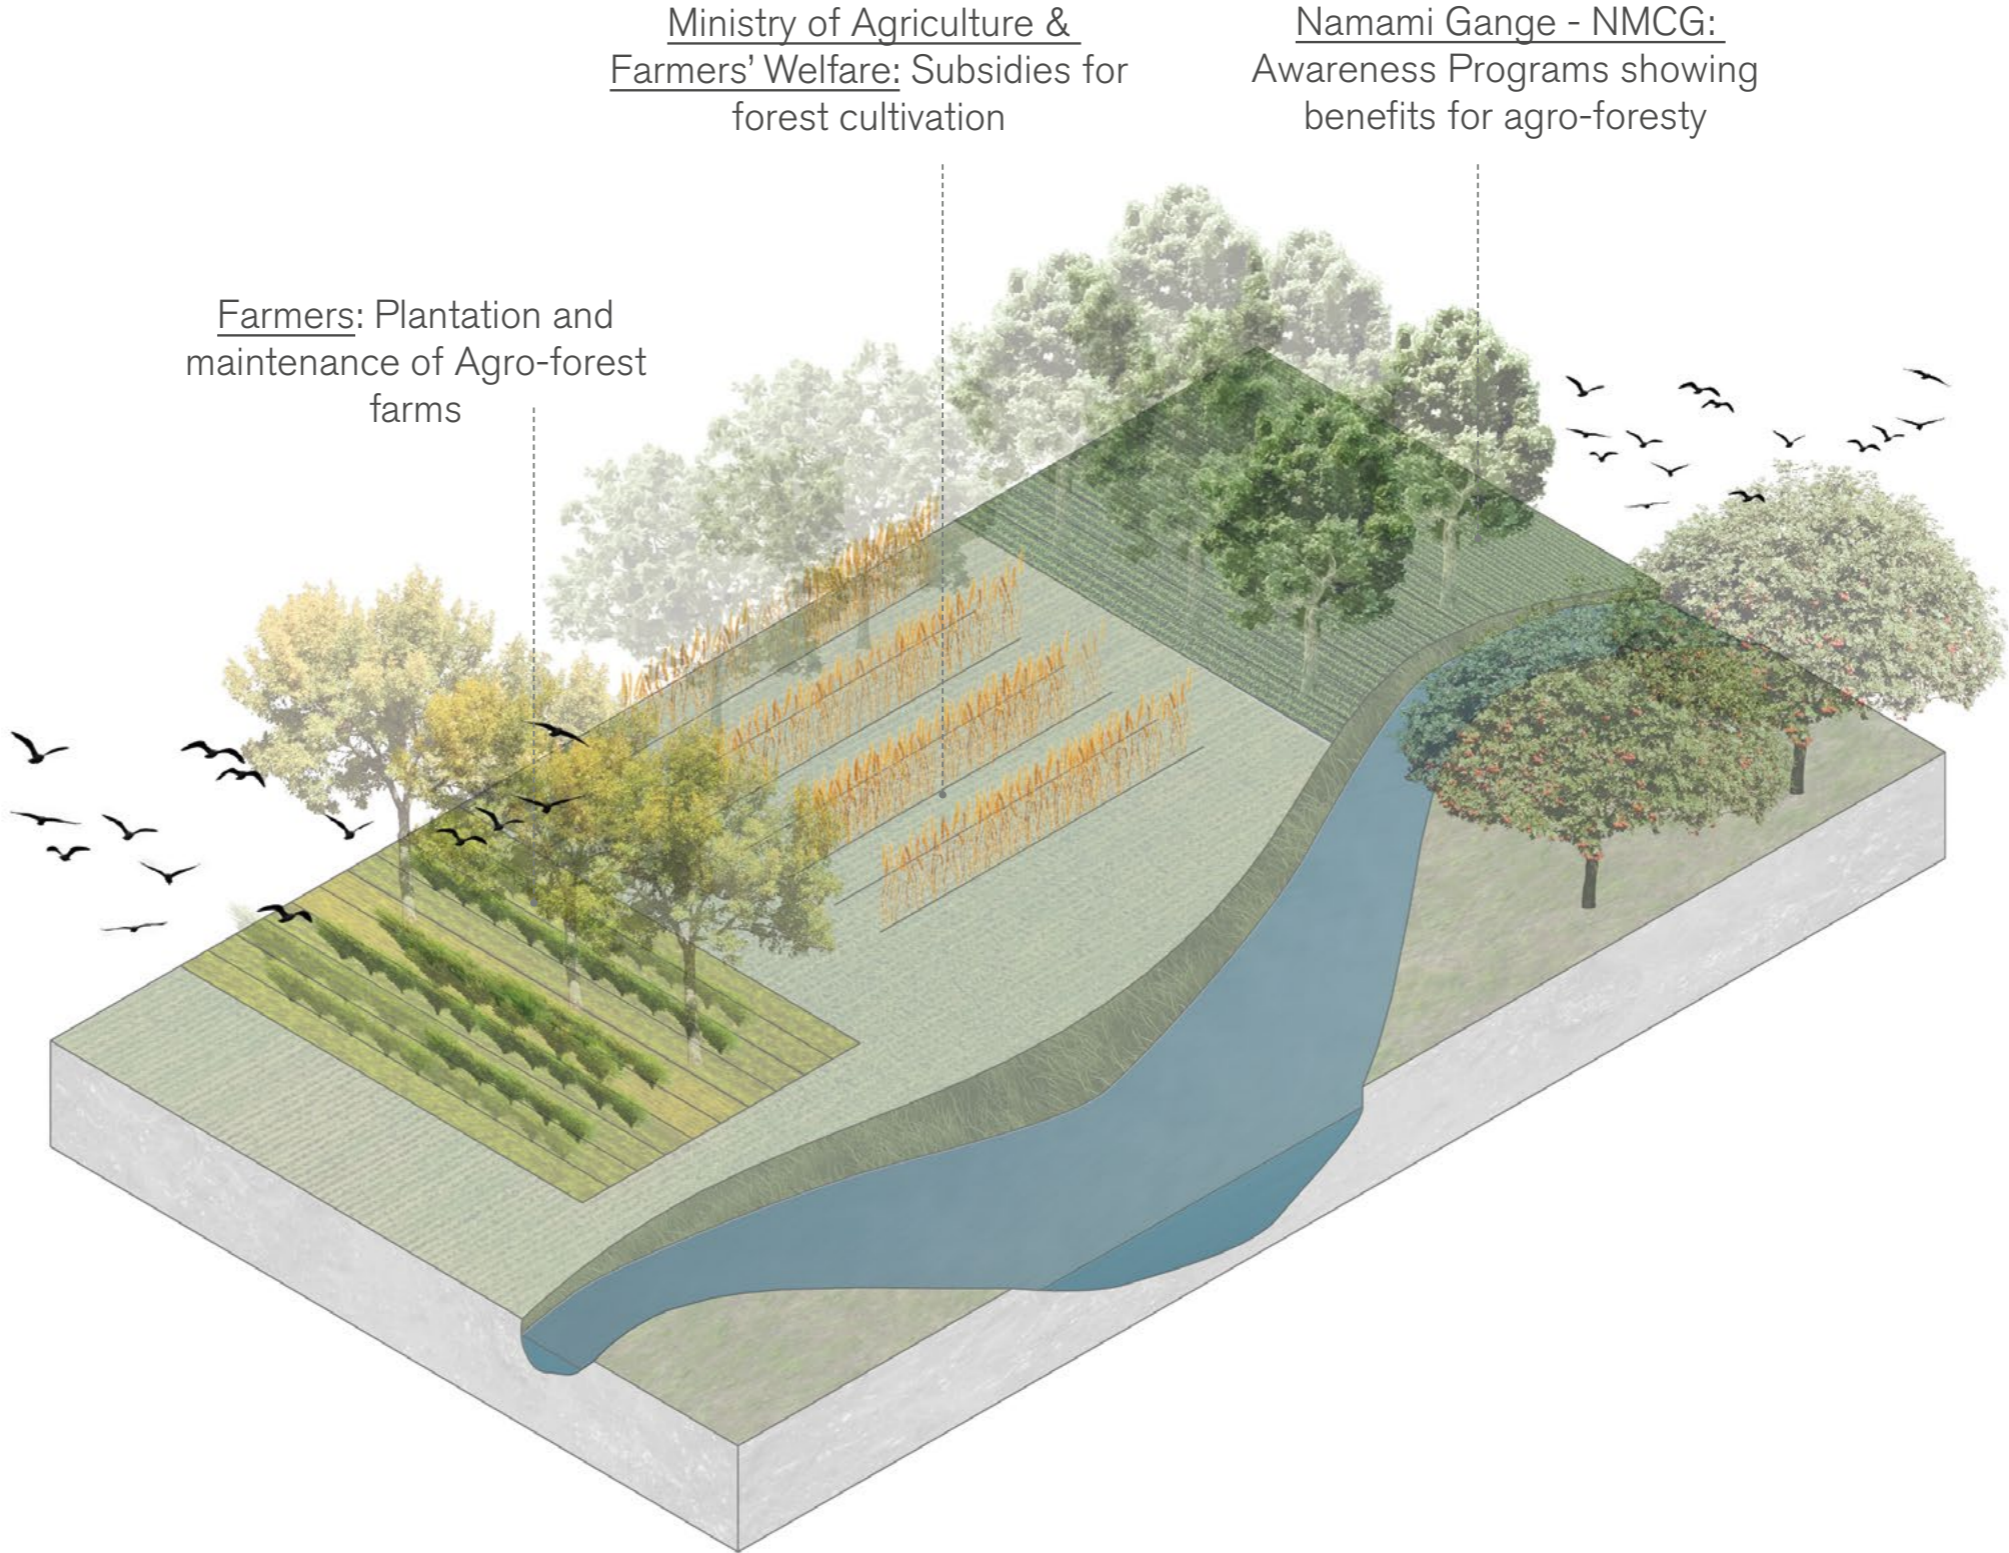 Ministry of Agriculture &
Farmers’ Welfare: Subsidies for
forest cultivation
Namami Gange - NMCG:
Awareness Programs showing
benefits for agro-foresty
Farmers: Plantation and
maintenance of Agro-forest
farms